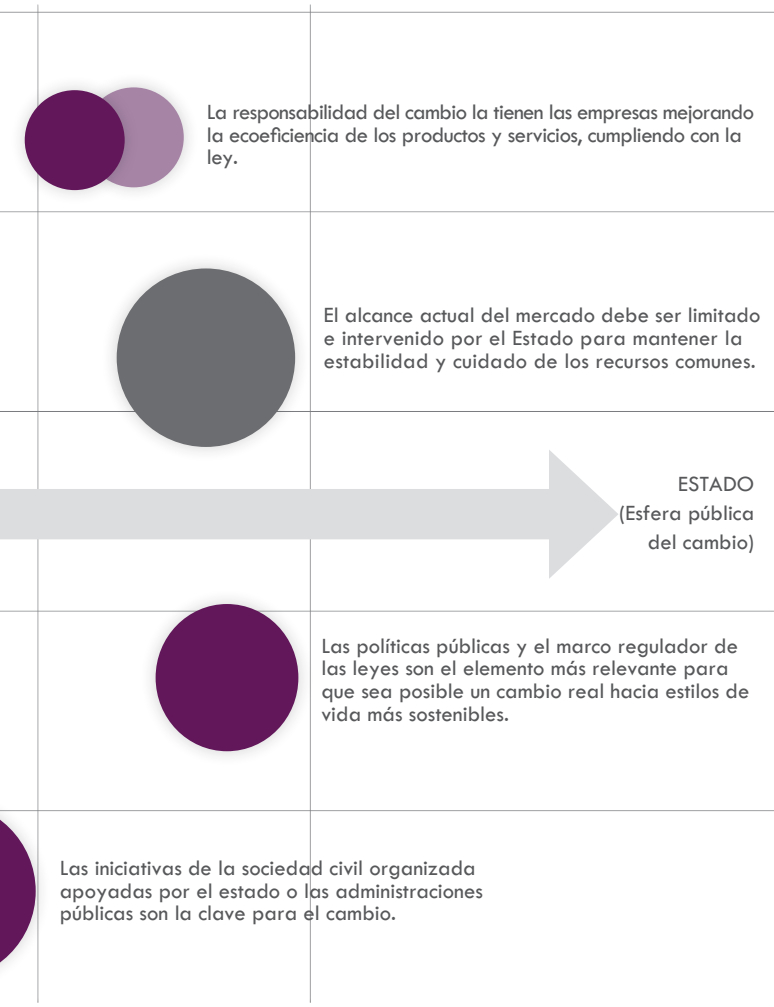 La responsabilidad del cambio la tienen las empresas mejorando
la ecoeficiencia de los productos y servicios, cumpliendo con la
ley.
El alcance actual del mercado debe ser limitado
e intervenido por el Estado para mantener la
estabilidad y cuidado de los recursos comunes.
ESTADO
(Esfera pública
del cambio)
Las políticas públicas y el marco regulador de
las leyes son el elemento más relevante para
que sea posible un cambio real hacia estilos de
vida más sostenibles.
Las iniciativas de la sociedad civil organizada
apoyadas por el estado o las administraciones
públicas son la clave para el cambio.